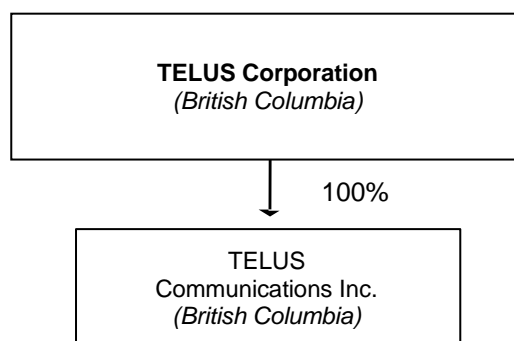 TELUS Corporation
(British Columbia)
100%
TELUS
Communications Inc.
(British Columbia)